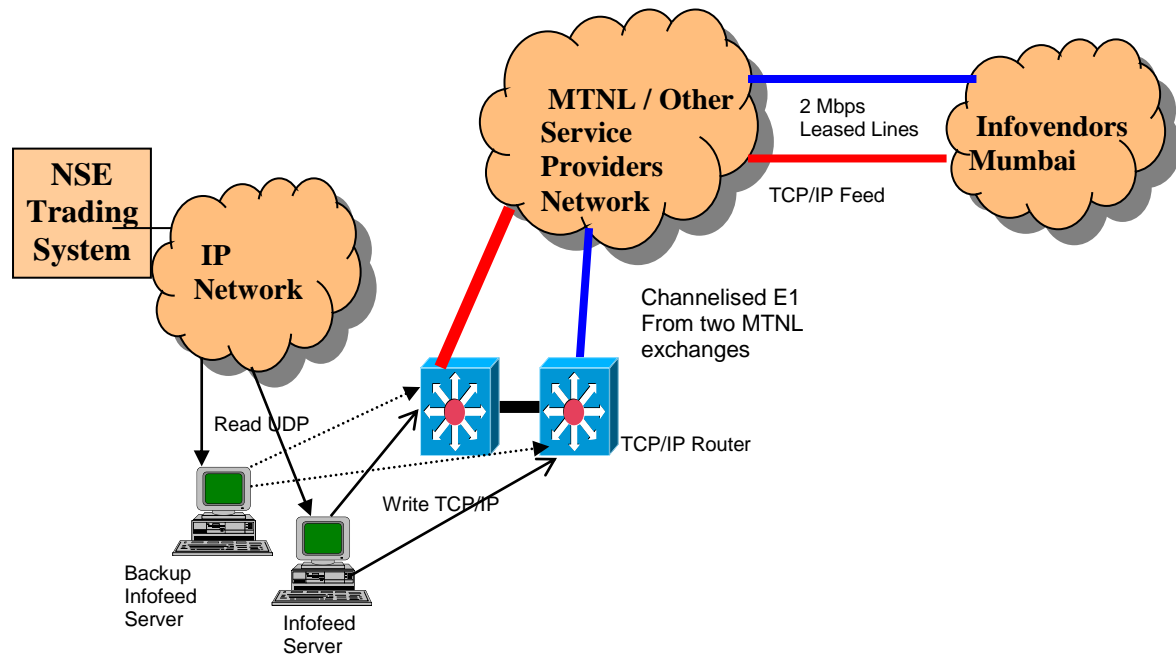 MTNL / Other
Service
Providers
Network
2 Mbps
Leased Lines
Infovendors
Mumbai
TCP/IP Feed
NSE
Trading
System
IP
Network
Channelised E1
From two MTNL
exchanges
Read UDP
TCP/IP Router
Write TCP/IP
Backup
Infofeed
Server
Infofeed
Server